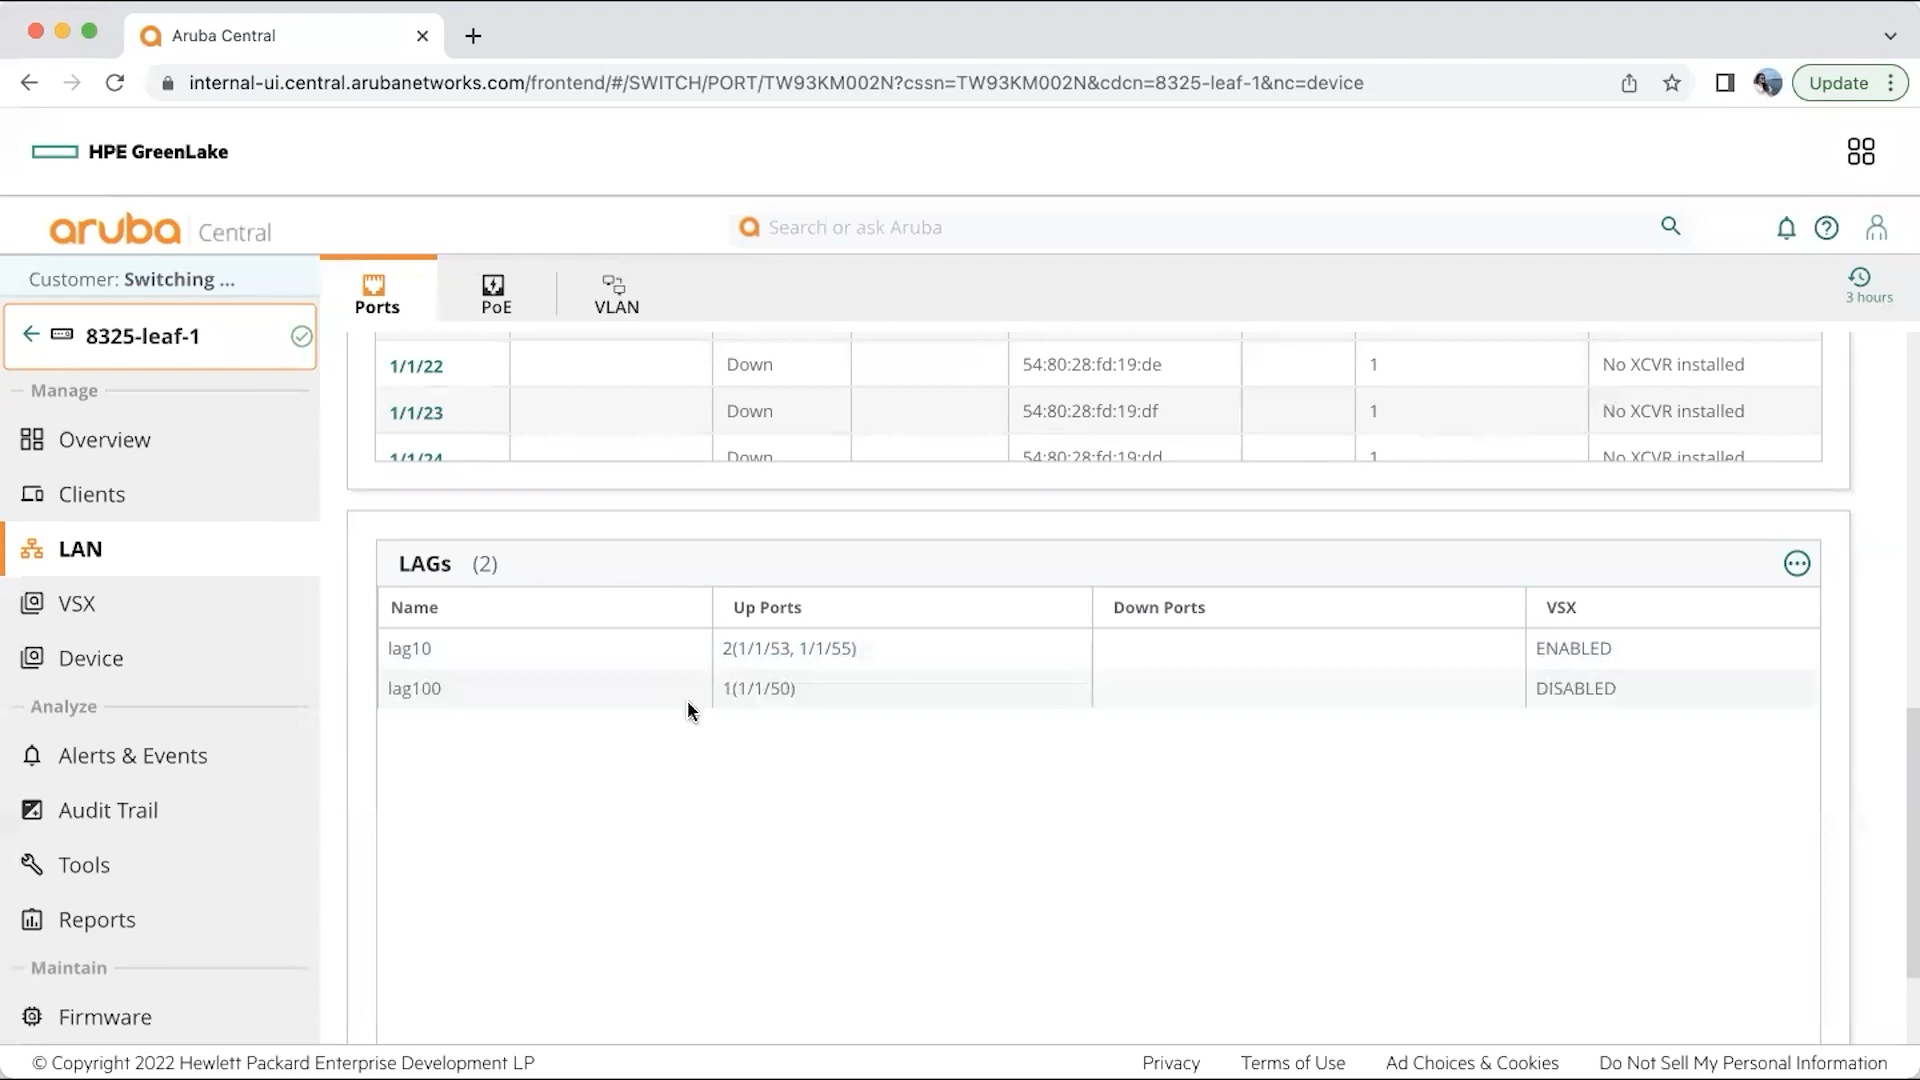 Aruba Central
internal-ui.central.arubanetworks.com/frontend/#/SWITCH/PORT/TW93KM002N?cssn=TW93KM002N&cdcn=8325-leaf-1&nc=device
Update
HPE GreenLake
aruba Central
Search or ask Aruba
Customer: Switching ...
8325-leaf-1
Manage
Overview
Clients
LAN
VSX
Device
Analyze
Alerts & Events
Audit Trail
Tools
Reports
Maintain
Firmware
Ports
PoE
VLAN
3 hours
1/1/22 Down 54:80:28:fd:19:de 1 No XCVR installed
1/1/23 Down 54:80:28:fd:19:df 1 No XCVR installed
1/1/24 Down 54:80:28:fd:19:dd 1 No XCVR installed
LAGs (2)
Name Up Ports Down Ports VSX
lag10 2(1/1/53, 1/1/55) ENABLED
lag100 1(1/1/50) DISABLED
© Copyright 2022 Hewlett Packard Enterprise Development LP
Privacy Terms of Use Ad Choices & Cookies Do Not Sell My Personal Information